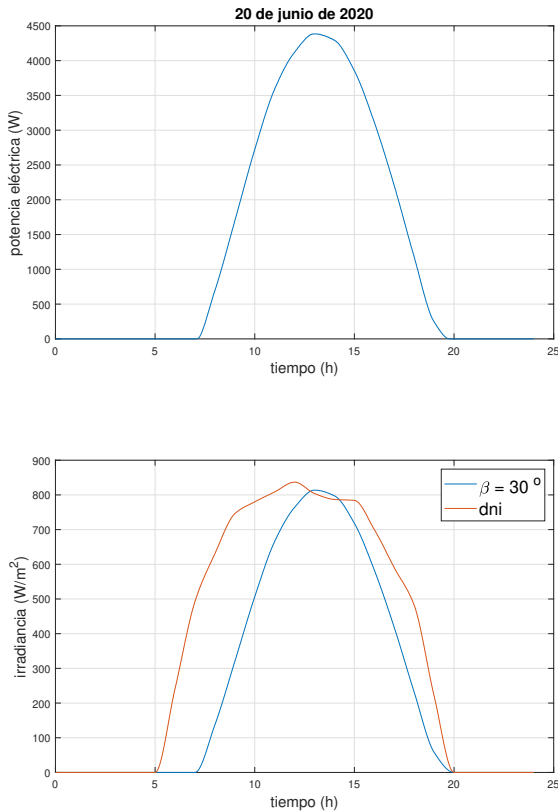 20 de junio de 2020
4500
4000
3500
3000
2500
2000
1500
1000
500
0
potencia eléctrica (W)
0 5 10 15 20 25
tiempo (h)
900
800
700
600
500
400
300
200
100
0
irradiancia (W/m²)
β = 30 º
dni
0 5 10 15 20 25
tiempo (h)